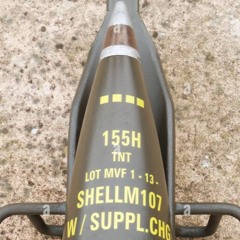 155H
TNT
LOT MVF 1 - 13 -
SHELLM107
W / SUPPL.CHG